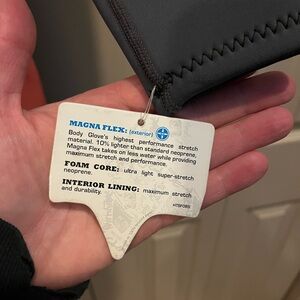 MAGNA FLEX: (exterior)
Body Glove's highest performance stretch
material. 10% lighter than standard neoprene,
Magna Flex takes on less water while providing
maximum stretch and performance.
FOAM CORE: ultra light super-stretch
neoprene.
INTERIOR LINING: maximum stretch
and durability.